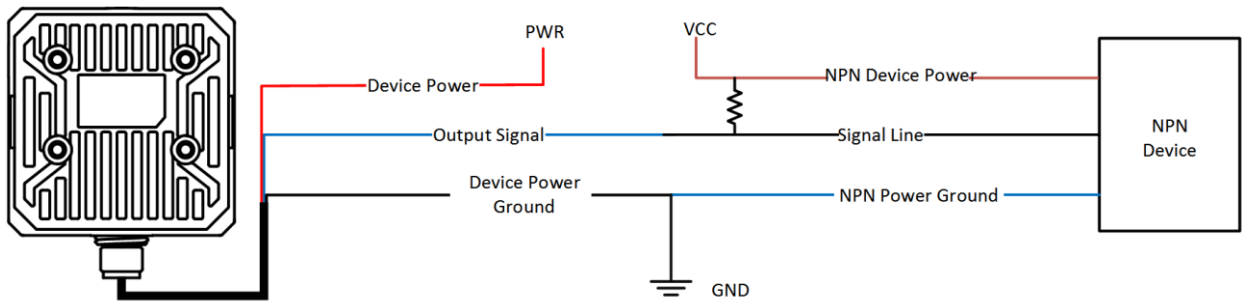 PWR
VCC
Device Power
NPN Device Power
Output Signal
Signal Line
NPN
Device
Device Power
Ground
NPN Power Ground
GND